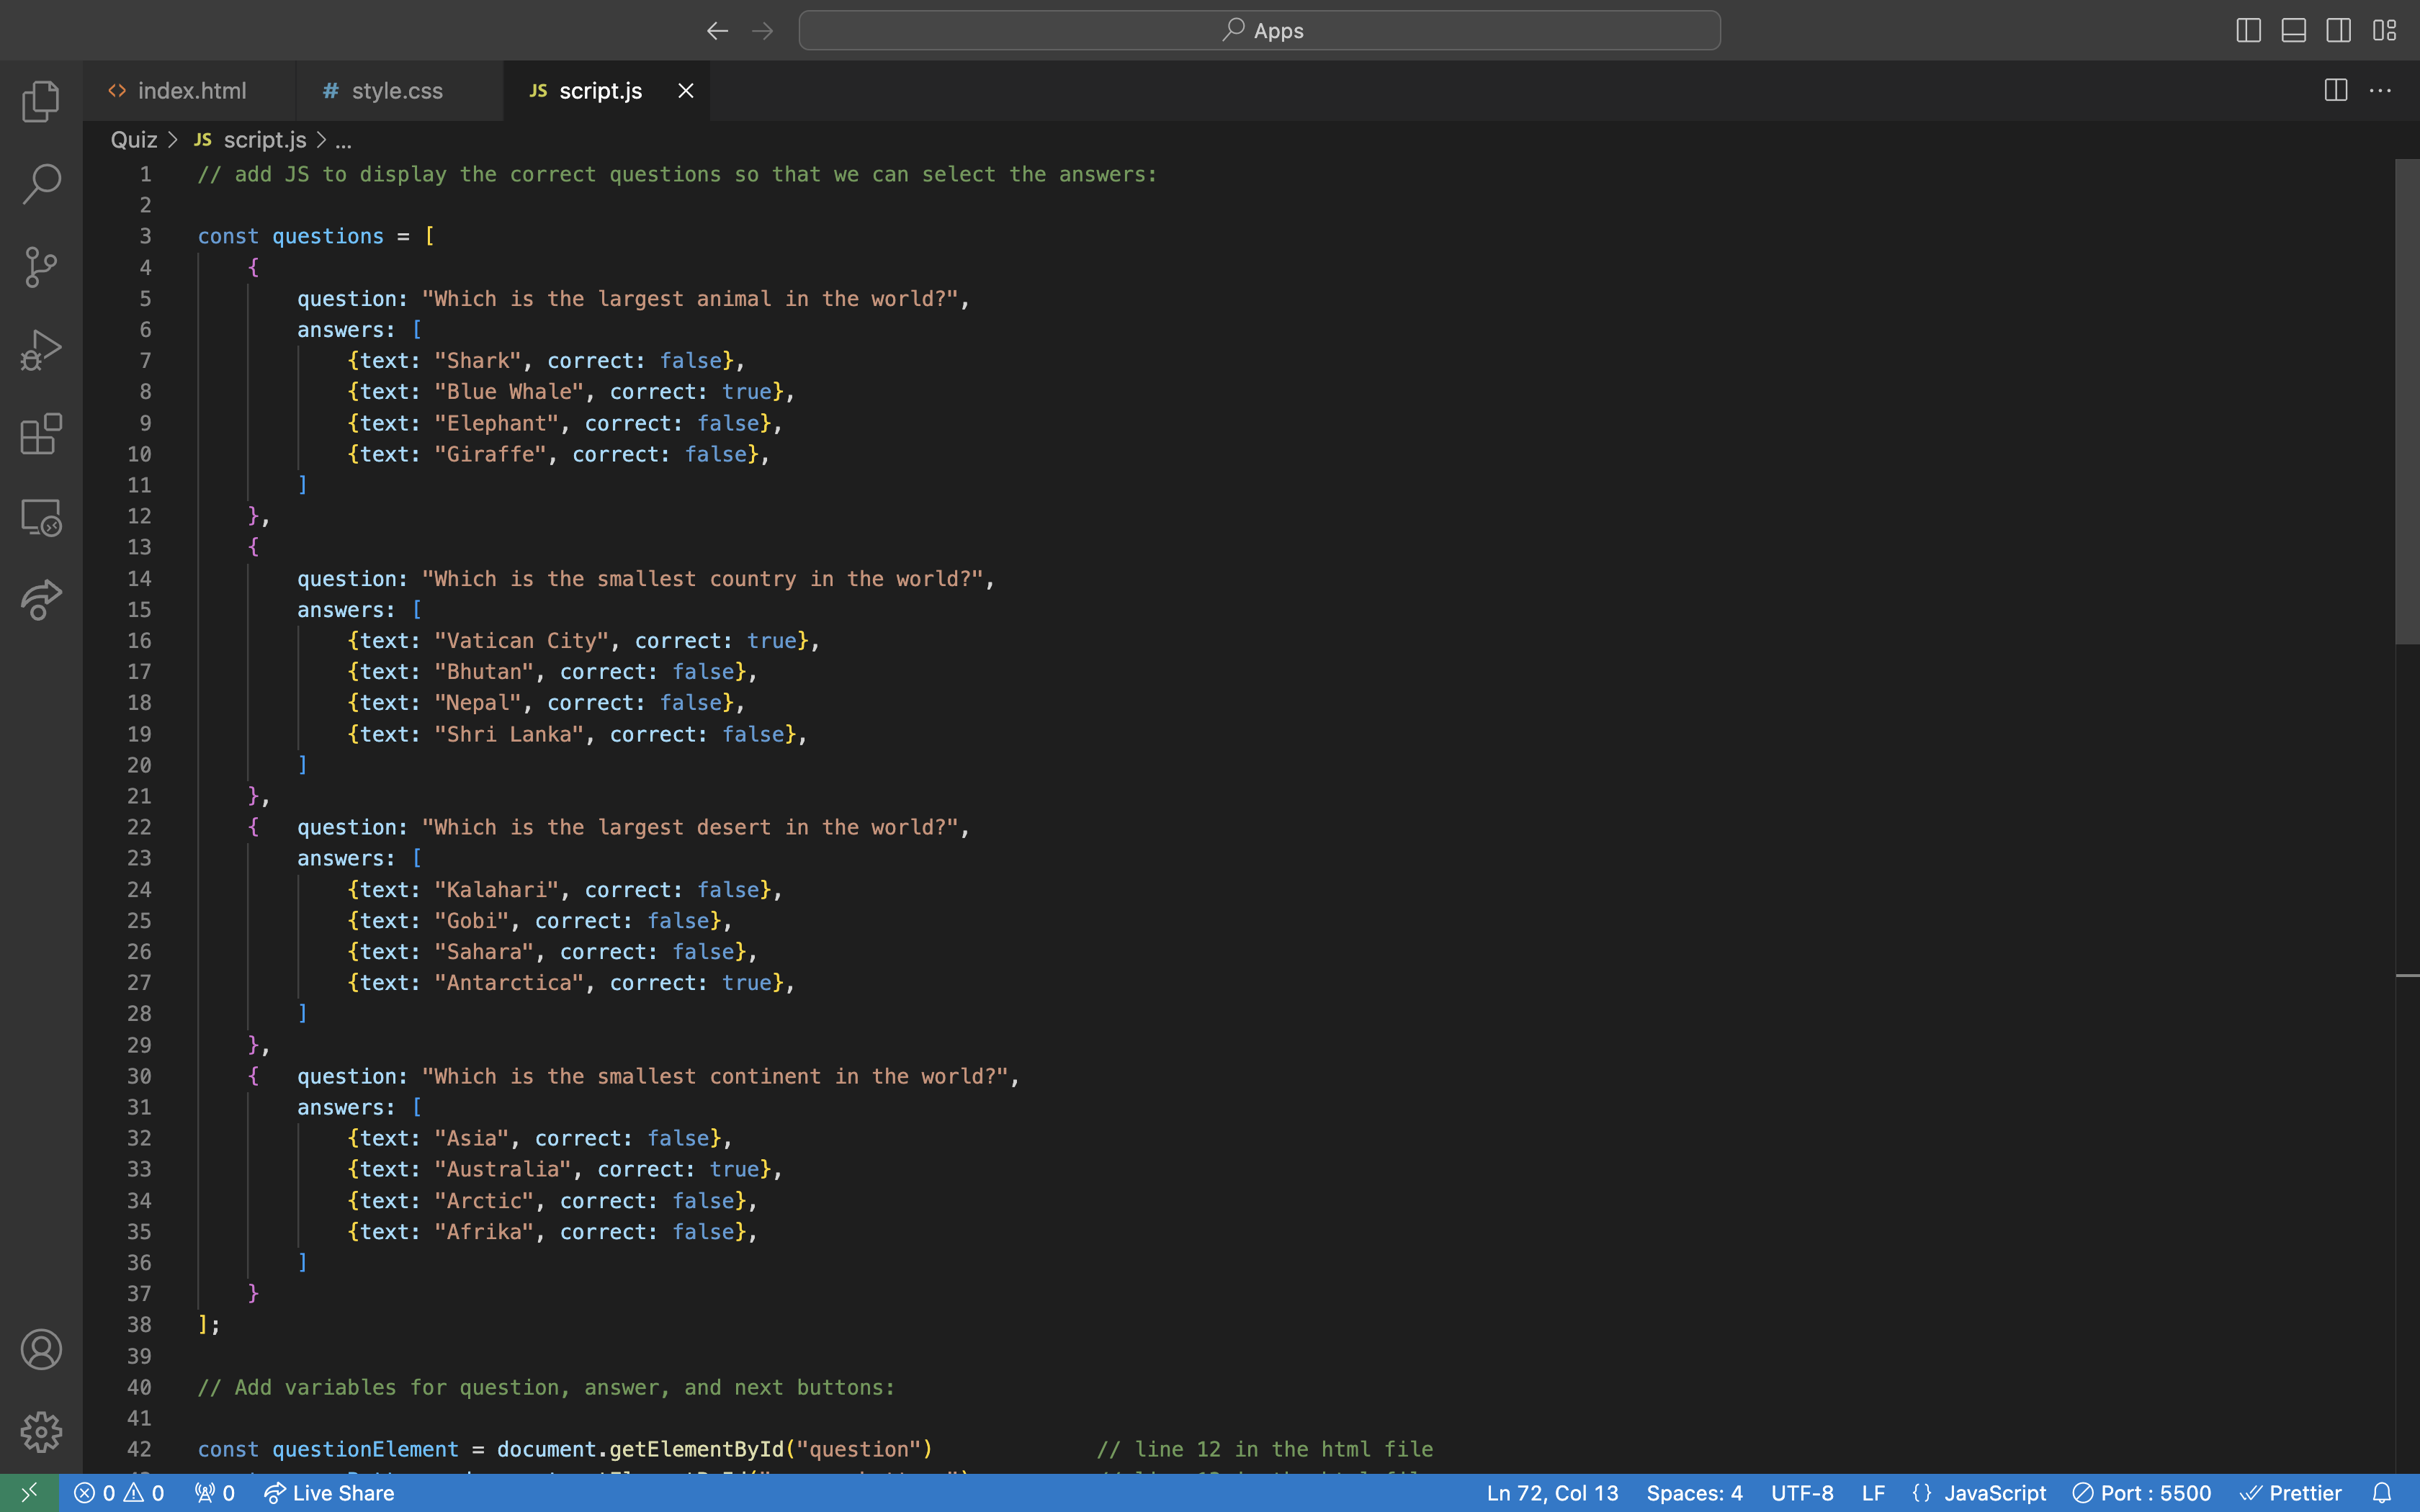 Apps
index.html
# style.css
JS script.js
Quiz > JS script.js > ...
1 // add JS to display the correct questions so that we can select the answers:
2
3 const questions = [
4 {
5 question: "Which is the largest animal in the world?",
6 answers: [
7 {text: "Shark", correct: false},
8 {text: "Blue Whale", correct: true},
9 {text: "Elephant", correct: false},
10 {text: "Giraffe", correct: false},
11 ]
12 },
13 {
14 question: "Which is the smallest country in the world?",
15 answers: [
16 {text: "Vatican City", correct: true},
17 {text: "Bhutan", correct: false},
18 {text: "Nepal", correct: false},
19 {text: "Shri Lanka", correct: false},
20 ]
21 },
22 { question: "Which is the largest desert in the world?",
23 answers: [
24 {text: "Kalahari", correct: false},
25 {text: "Gobi", correct: false},
26 {text: "Sahara", correct: false},
27 {text: "Antarctica", correct: true},
28 ]
29 },
30 { question: "Which is the smallest continent in the world?",
31 answers: [
32 {text: "Asia", correct: false},
33 {text: "Australia", correct: true},
34 {text: "Arctic", correct: false},
35 {text: "Afrika", correct: false},
36 ]
37 }
38 ];
39
40 // Add variables for question, answer, and next buttons:
41
42 const questionElement = document.getElementById("question") // line 12 in the html file
0 0 0 Live Share Ln 72, Col 13 Spaces: 4 UTF-8 LF {} JavaScript Port : 5500 Prettier